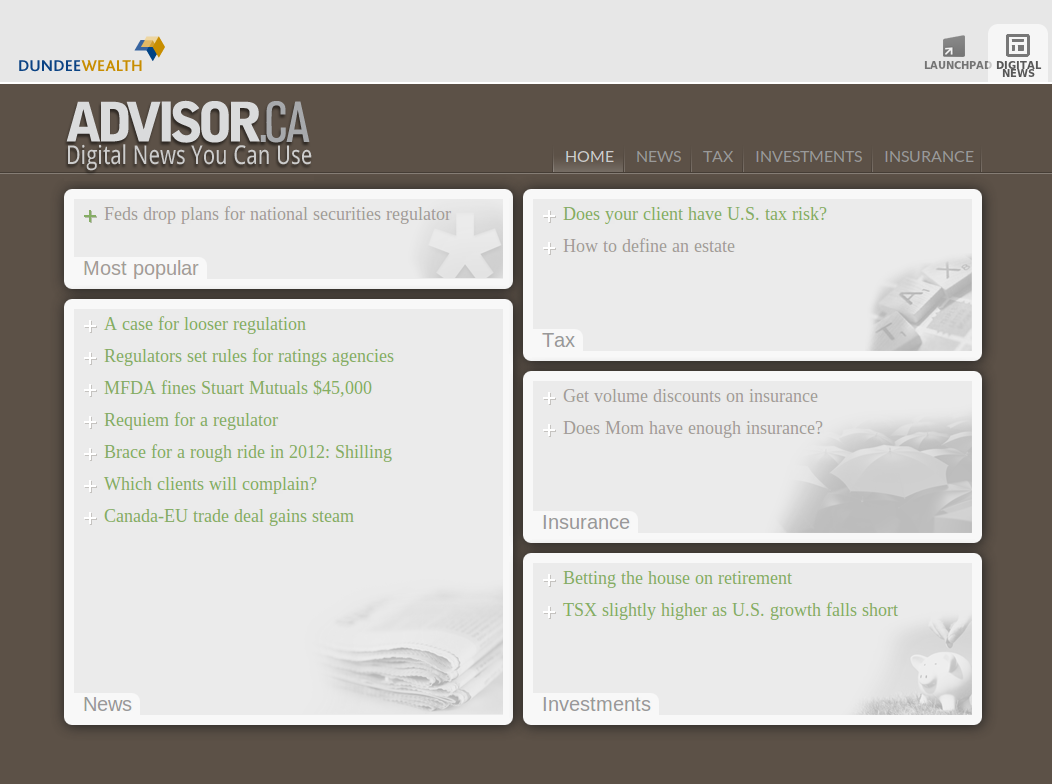 DUNDEEWEALTH
LAUNCHPAD
DIGITAL
NEWS
ADVISOR.CA
Digital News You Can Use
HOME
NEWS
TAX
INVESTMENTS
INSURANCE
Feds drop plans for national securities regulator
Most popular
A case for looser regulation
Regulators set rules for ratings agencies
MFDA fines Stuart Mutuals $45,000
Requiem for a regulator
Brace for a rough ride in 2012: Shilling
Which clients will complain?
Canada-EU trade deal gains steam
News
Does your client have U.S. tax risk?
How to define an estate
T A X
Tax
Get volume discounts on insurance
Does Mom have enough insurance?
Insurance
Betting the house on retirement
TSX slightly higher as U.S. growth falls short
Investments